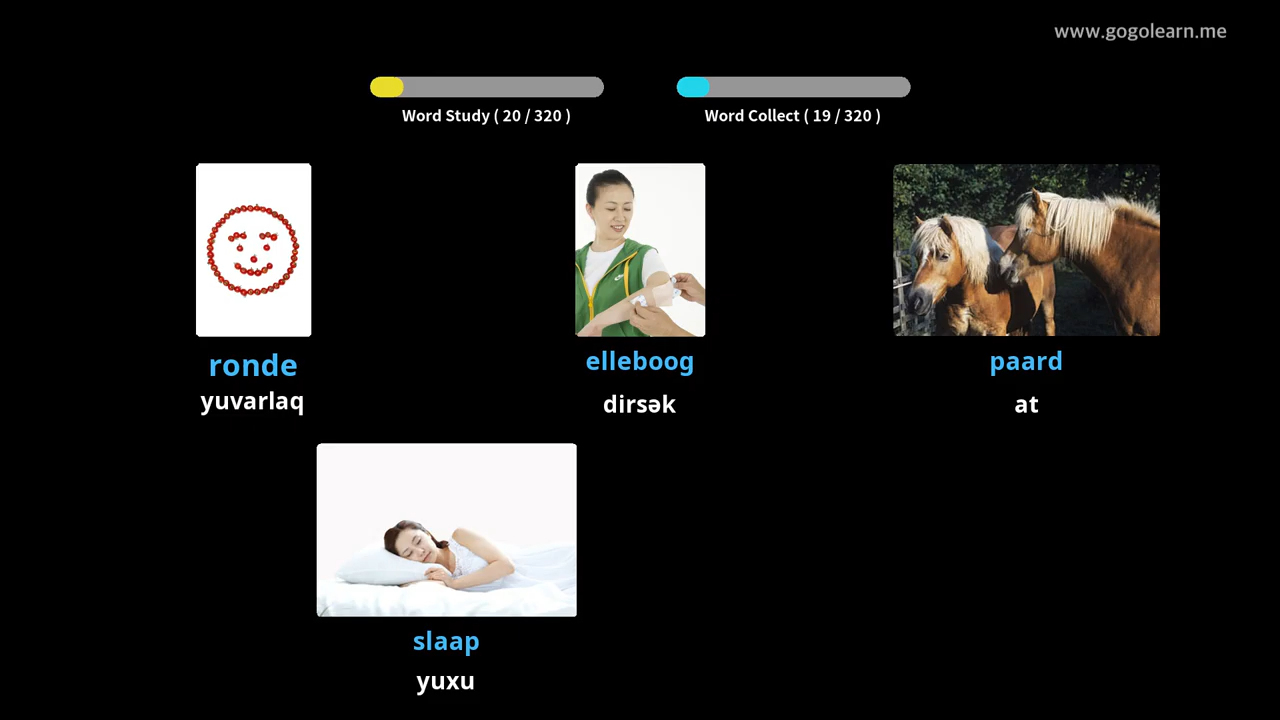 www.gogolearn.me
Word Study ( 20 / 320 )
Word Collect ( 19 / 320 )
ronde
yuvarlaq
elleboog
dirsək
paard
at
slaap
yuxu